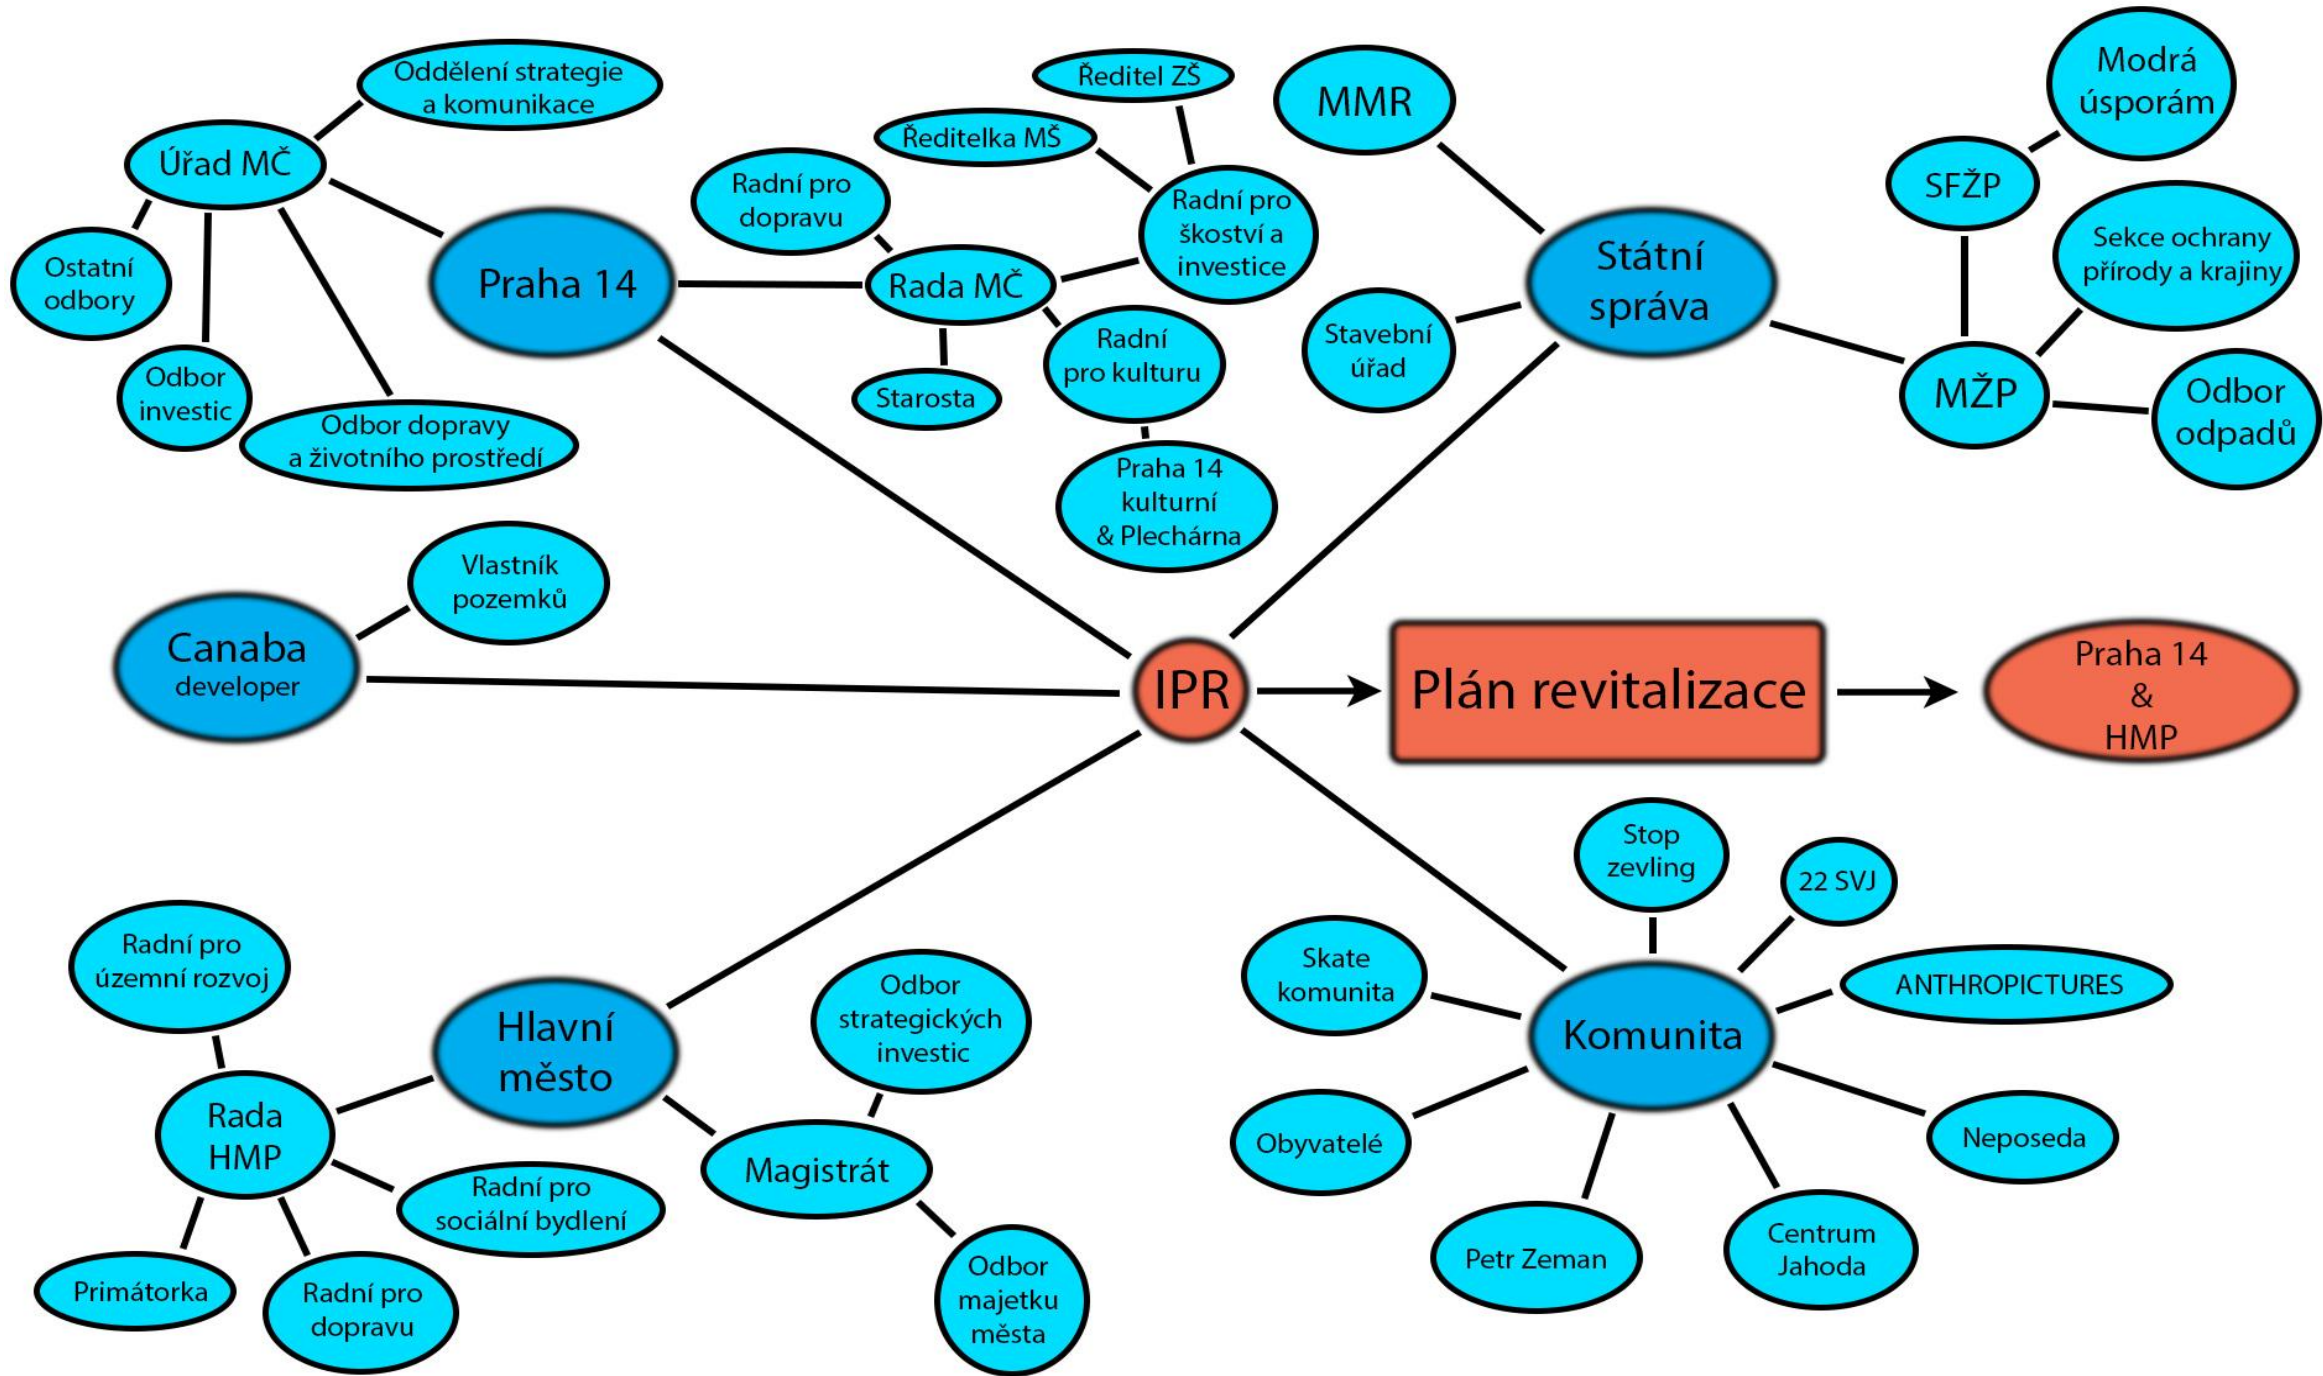 Oddělení strategie
a komunikace
Úřad MČ
Ostatní
odbory
Odbor
investic
Odbor dopravy
a životního prostředí
Praha 14
Radní pro
dopravu
Ředitelka MŠ
Ředitel ZŠ
Radní pro
škoství a
investice
Rada MČ
Starosta
Radní
pro kulturu
Praha 14
kulturní
& Plechárna
MMR
Stavební
úřad
Státní
správa
Modrá
úsporám
SFŽP
Sekce ochrany
přírody a krajiny
MŽP
Odbor
odpadů
Vlastník
pozemků
Canaba
developer
IPR
Plán revitalizace
Praha 14
&
HMP
Radní pro
územní rozvoj
Hlavní
město
Rada
HMP
Radní pro
sociální bydlení
Primátorka
Radní pro
dopravu
Odbor
strategických
investic
Magistrát
Odbor
majetku
města
Stop
zevling
22 SVJ
Skate
komunita
ANTHROPICTURES
Komunita
Obyvatelé
Neposeda
Petr Zeman
Centrum
Jahoda